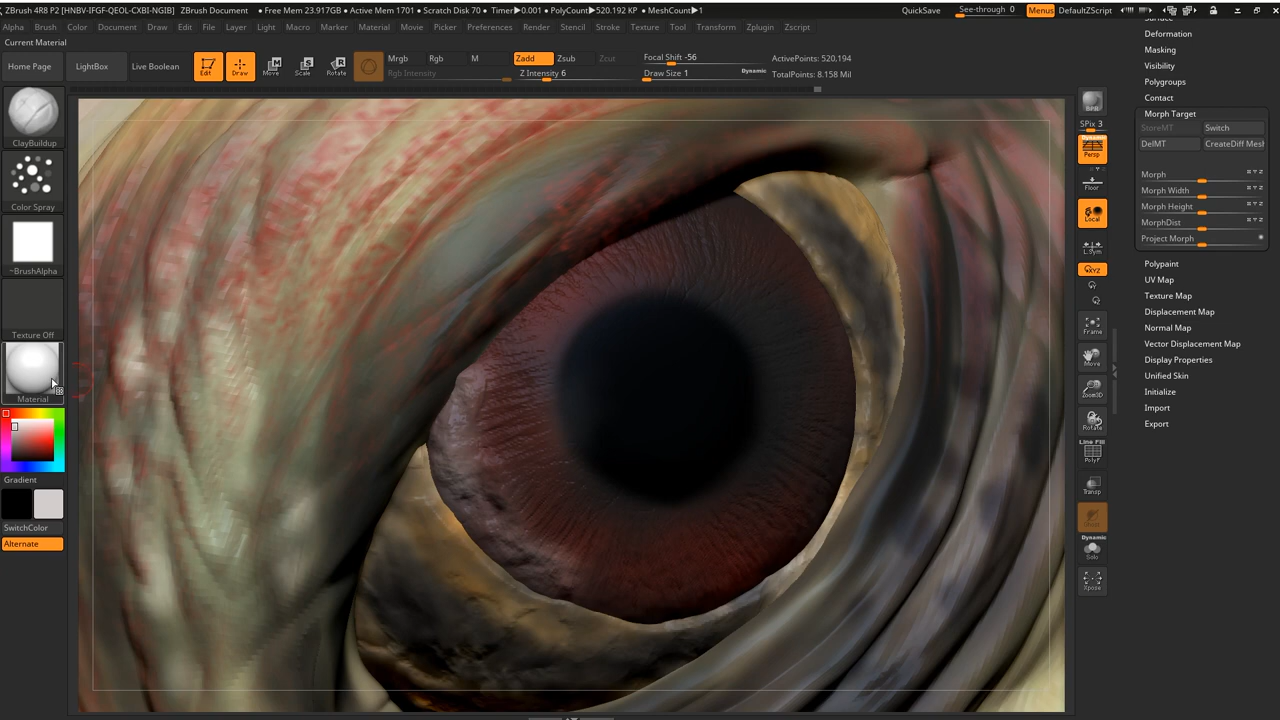 ZBrush 4R8 P2 [HNBV-IFGF-QEOL-CXBI-NGIB] ZBrush Document • Free Mem 23.917GB • Active Mem 1701 • Scratch Disk 70 • Timer▶0.001 • PolyCount▶520.192 KP • MeshCount▶1 QuickSave See-through 0 Menus DefaultZScript
Alpha Brush Color Document Draw Edit File Layer Light Macro Marker Material Movie Picker Preferences Render Stencil Stroke Texture Tool Transform Zplugin Zscript
Current Material
Home Page LightBox Live Boolean Edit Draw Move Scale Rotate
Mrgb Rgb M Zadd Zsub Zcut Focal Shift -56 ActivePoints: 520,194
Rgb Intensity Z Intensity 6 Draw Size 1 Dynamic TotalPoints: 8.158 Mil
ClayBuildup
Color Spray
~BrushAlpha
Texture Off
Material
Gradient
SwitchColor
Alternate
BPR
SPix 3
Dynamic
Persp
Floor
Local
L.Sym
XYZ
Frame
Move
Zoom3D
Rotate
Line Fill
PolyF
Transp
Dynamic
Solo
Xpose
Surface
Deformation
Masking
Visibility
Polygroups
Contact
Morph Target
StoreMT Switch
DelMT CreateDiff Mesh
Morph
Morph Width
Morph Height
MorphDist
Project Morph
Polypaint
UV Map
Texture Map
Displacement Map
Normal Map
Vector Displacement Map
Display Properties
Unified Skin
Initialize
Import
Export